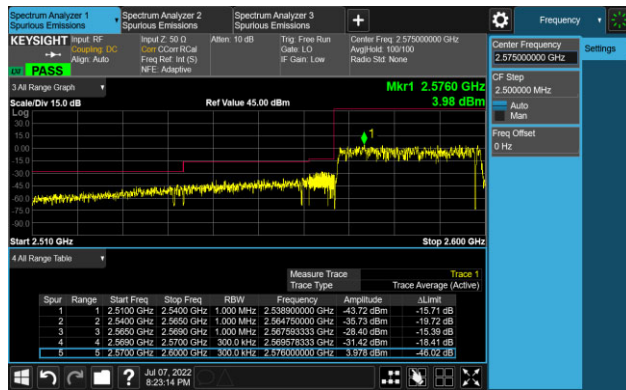 Spectrum Analyzer 1
Spurious Emissions
Spectrum Analyzer 2
Spurious Emissions
Spectrum Analyzer 3
Spurious Emissions
+
Frequency
KEYSIGHT
Input: RF
Coupling: DC
Align: Auto
Input Z: 50 Ω
Corr CCorr RCal
Freq Ref: Int (S)
NFE: Adaptive
Atten: 10 dB
Trig: Free Run
Gate: LO
IF Gain: Low
Center Freq: 2.575000000 GHz
Avg|Hold: 100/100
Radio Std: None
PASS
3 All Range Graph
Mkr1 2.5760 GHz
3.98 dBm
Scale/Div 15.0 dB
Ref Value 45.00 dBm
Log
30.0
15.0
0.00
-15.0
-30.0
-45.0
-60.0
-75.0
-90.0
1
Start 2.510 GHz
Stop 2.600 GHz
4 All Range Table
Measure Trace Trace 1
Trace Type Trace Average (Active)
Spur Range Start Freq Stop Freq RBW Frequency Amplitude ΔLimit
1 1 2.5100 GHz 2.5400 GHz 1.000 MHz 2.538900000 GHz -43.72 dBm -15.71 dB
2 2 2.5400 GHz 2.5650 GHz 1.000 MHz 2.564750000 GHz -35.73 dBm -19.72 dB
3 3 2.5650 GHz 2.5690 GHz 1.000 MHz 2.567593333 GHz -28.40 dBm -15.39 dB
4 4 2.5690 GHz 2.5700 GHz 300.0 kHz 2.569578333 GHz -31.42 dBm -18.41 dB
5 5 2.5700 GHz 2.6000 GHz 300.0 kHz 2.576000000 GHz 3.978 dBm -46.02 dB
Center Frequency
2.575000000 GHz
Settings
CF Step
2.500000 MHz
Auto
Man
Freq Offset
0 Hz
?
Jul 07, 2022
8:23:14 PM